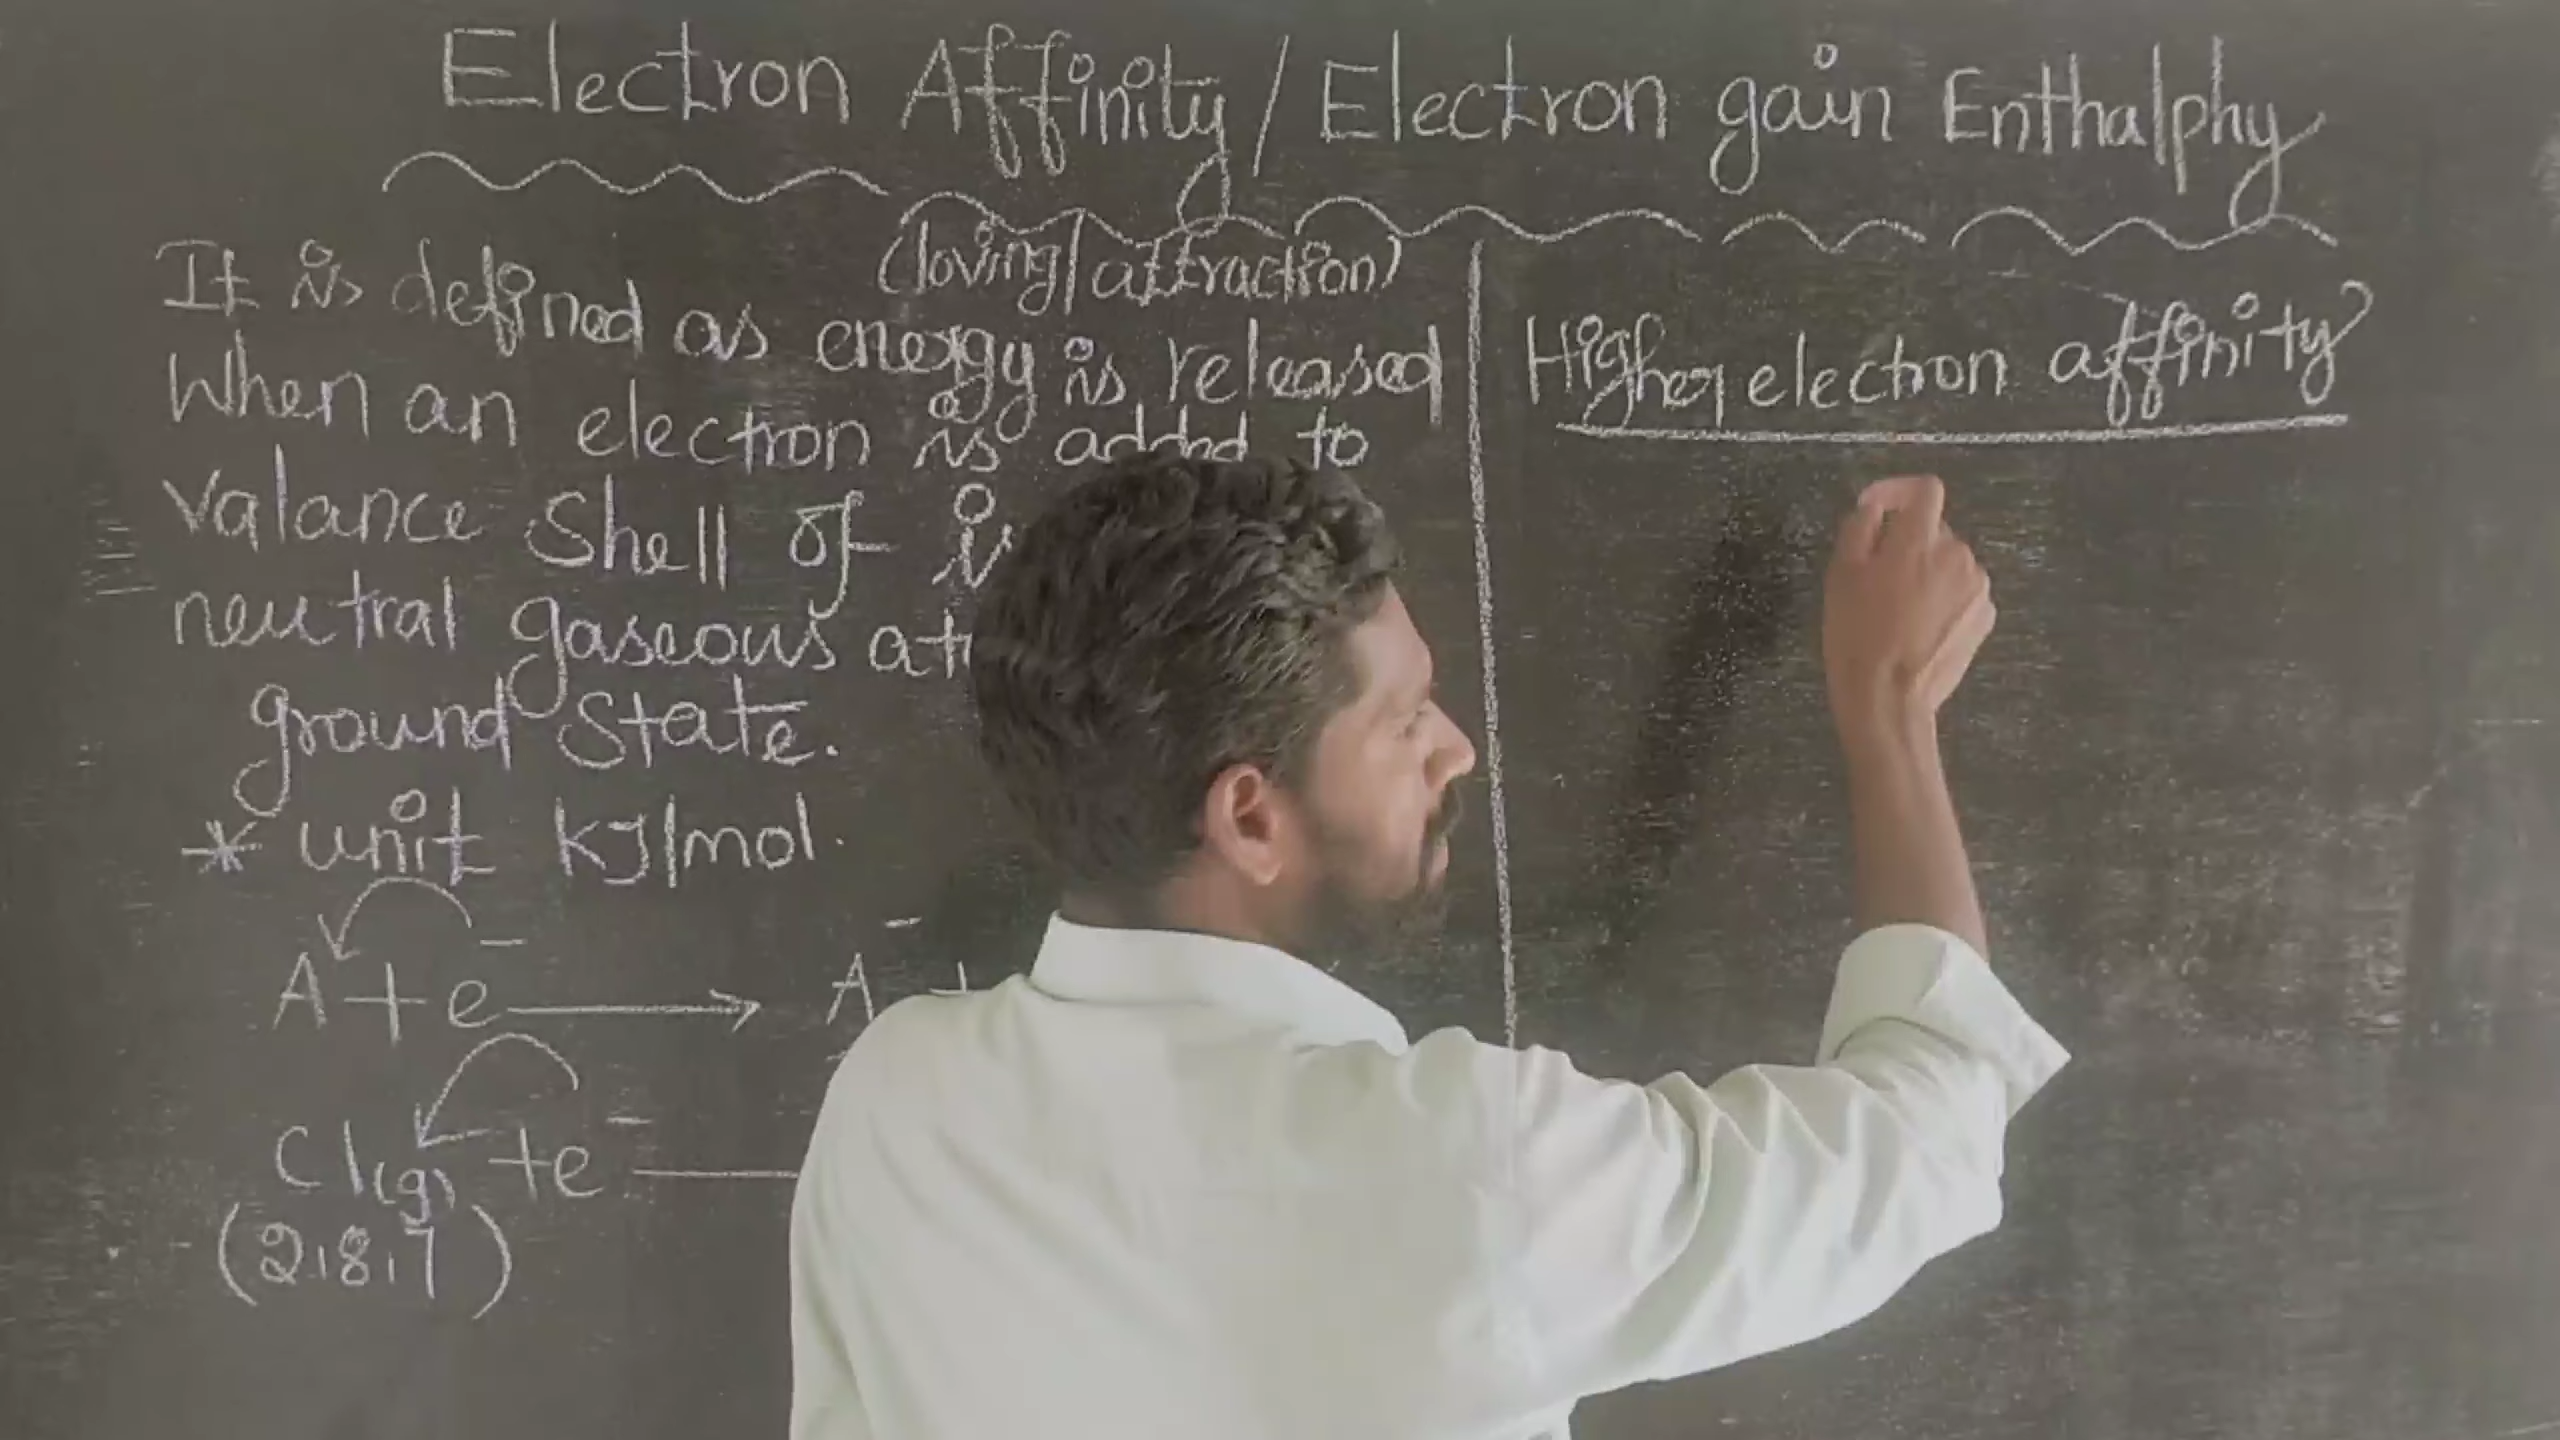 Electron Affinity / Electron gain Enthalphy
(loving/attraction)
It is defined as energy is released
When an electron is added to
valance Shell of
neutral gaseous
ground State.
* unit kJ/mol.
A + e⁻ → A⁻ +
Cl(g) + e⁻
(2,8,7)
Higher electron affinity